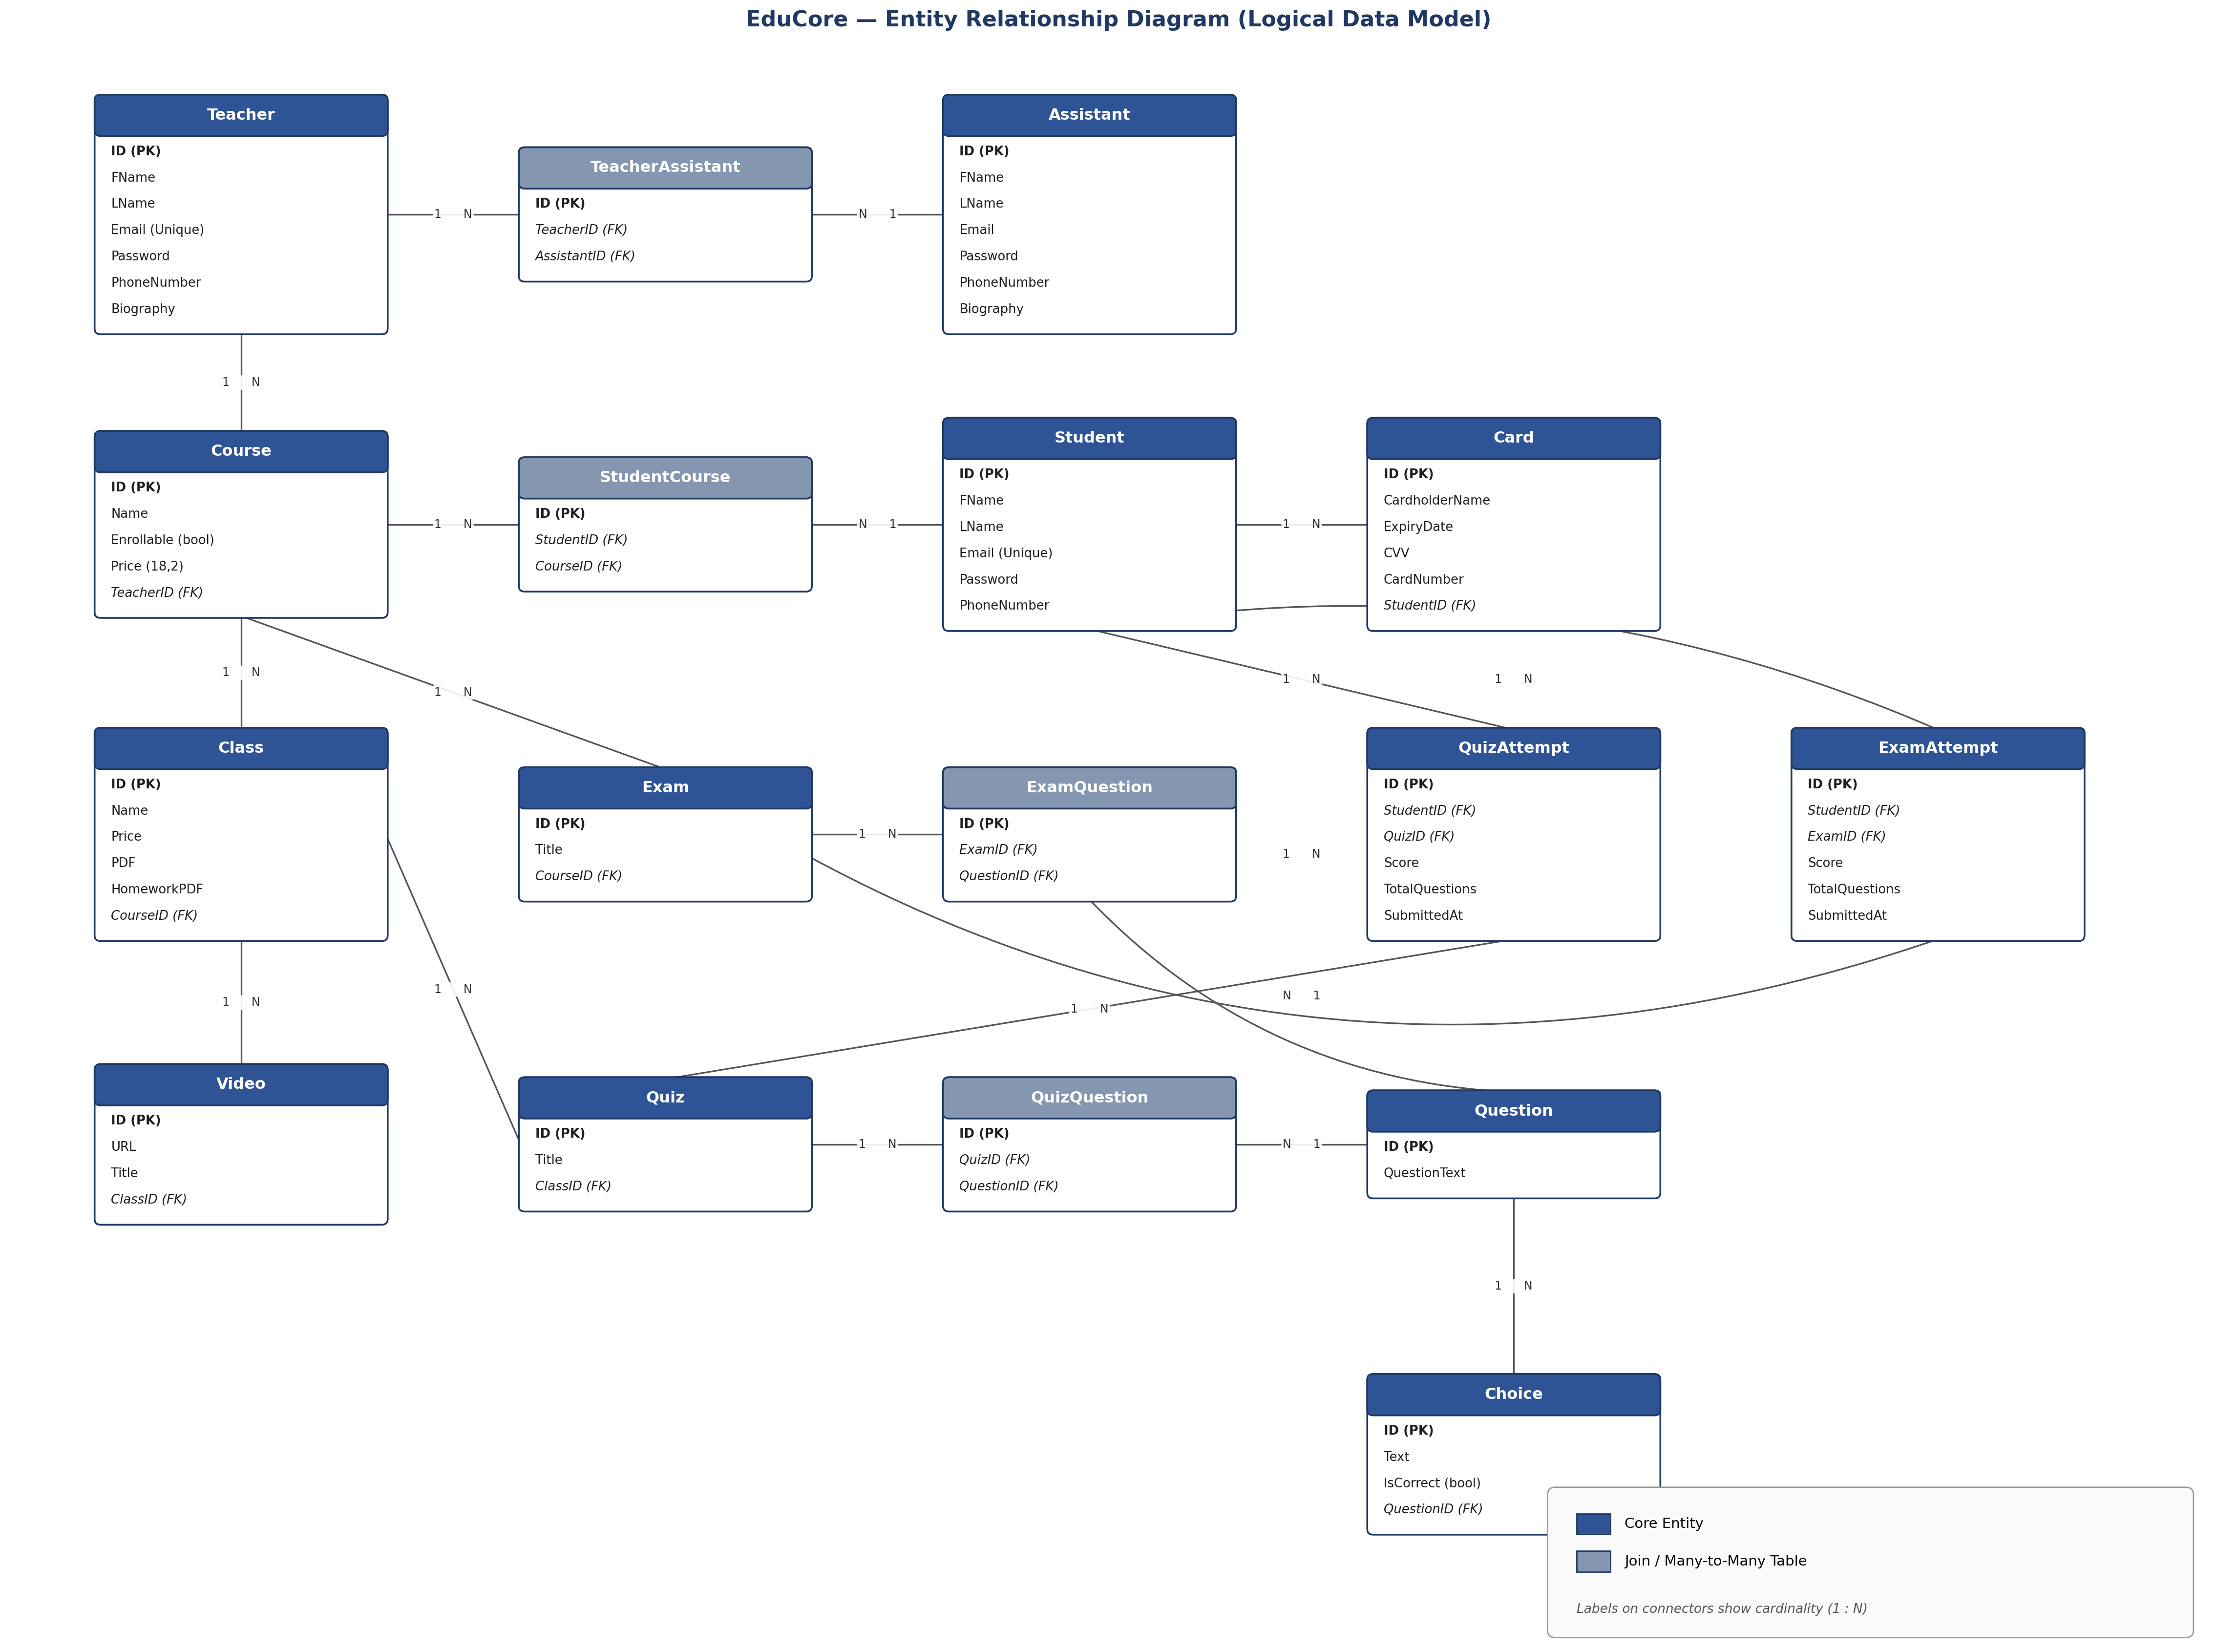 EduCore — Entity Relationship Diagram (Logical Data Model)
Teacher
ID (PK)
FName
LName
Email (Unique)
Password
PhoneNumber
Biography
1 N
TeacherAssistant
ID (PK)
TeacherID (FK)
AssistantID (FK)
N 1
Assistant
ID (PK)
FName
LName
Email
Password
PhoneNumber
Biography
1 N
Course
ID (PK)
Name
Enrollable (bool)
Price (18,2)
TeacherID (FK)
1 N
StudentCourse
ID (PK)
StudentID (FK)
CourseID (FK)
N 1
Student
ID (PK)
FName
LName
Email (Unique)
Password
PhoneNumber
1 N
Card
ID (PK)
CardholderName
ExpiryDate
CVV
CardNumber
StudentID (FK)
1 N
1 N
1 N
1 N
Class
ID (PK)
Name
Price
PDF
HomeworkPDF
CourseID (FK)
Exam
ID (PK)
Title
CourseID (FK)
1 N
ExamQuestion
ID (PK)
ExamID (FK)
QuestionID (FK)
1 N
QuizAttempt
ID (PK)
StudentID (FK)
QuizID (FK)
Score
TotalQuestions
SubmittedAt
ExamAttempt
ID (PK)
StudentID (FK)
ExamID (FK)
Score
TotalQuestions
SubmittedAt
1 N
1 N
1 N
N 1
Video
ID (PK)
URL
Title
ClassID (FK)
Quiz
ID (PK)
Title
ClassID (FK)
1 N
QuizQuestion
ID (PK)
QuizID (FK)
QuestionID (FK)
N 1
Question
ID (PK)
QuestionText
1 N
Choice
ID (PK)
Text
IsCorrect (bool)
QuestionID (FK)
Core Entity
Join / Many-to-Many Table
Labels on connectors show cardinality (1 : N)